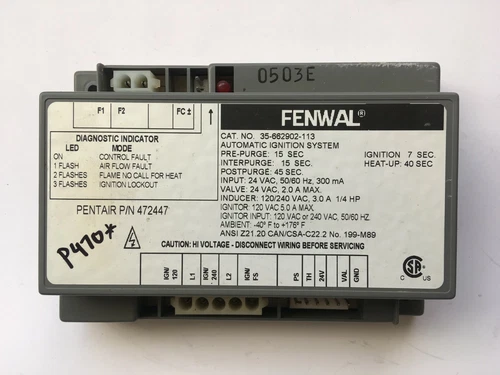 0503E
F1 F2 FC±
FENWAL®
DIAGNOSTIC INDICATOR
LED MODE
ON CONTROL FAULT
1 FLASH AIR FLOW FAULT
2 FLASHES FLAME NO CALL FOR HEAT
3 FLASHES IGNITION LOCKOUT
PENTAIR P/N 472447
P470*
CAT. NO. 35-662902-113
AUTOMATIC IGNITION SYSTEM
PRE-PURGE: 15 SEC IGNITION 7 SEC.
INTERPURGE: 15 SEC. HEAT-UP: 40 SEC
POSTPURGE: 45 SEC.
INPUT: 24 VAC, 50/60 HZ, 300 mA
VALVE: 24 VAC, 2.0 A MAX.
INDUCER: 120/240 VAC, 3.0 A 1/4 HP
IGNITOR: 120 VAC 5.0 A MAX.
IGNITOR INPUT: 120 VAC or 240 VAC, 50/60 HZ.
AMBIENT: -40° F to +176° F
ANSI Z21.20 CAN/CSA-C22.2 No. 199-M89
CAUTION: HI VOLTAGE - DISCONNECT WIRING BEFORE SERVICING
IGN/120 L1 IGN/240 L2 IGN/FS PS TH 24V VAL GND
C US